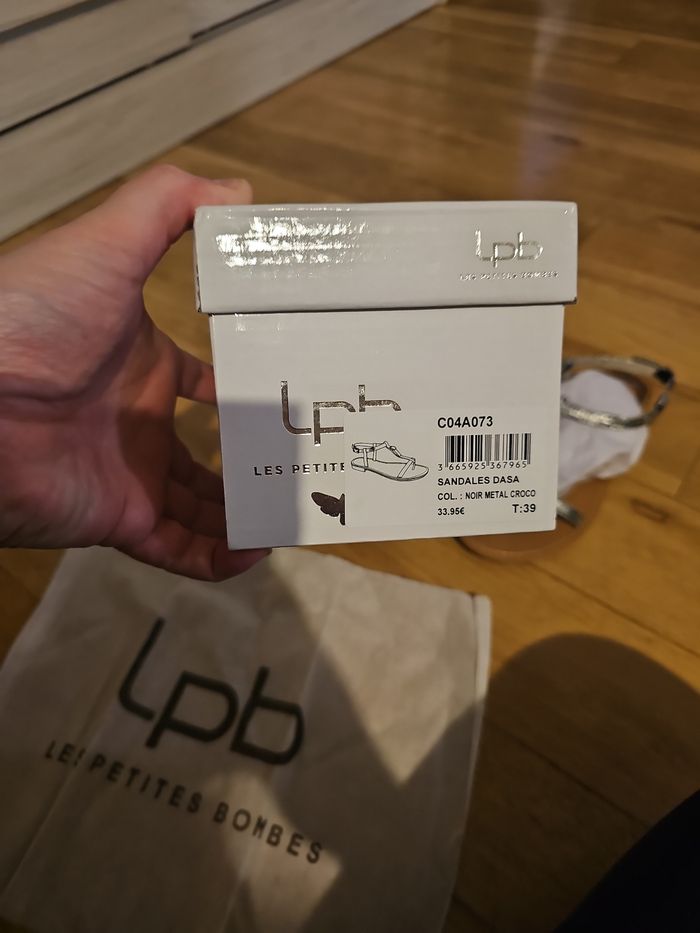 Lpb
LES PETITES BOMBES
Lpb
LES PETITE
C04A073
3 665925 367965
SANDALES DASA
COL. : NOIR METAL CROCO
33.95€ T:39
Lpb
LES PETITES BOMBES